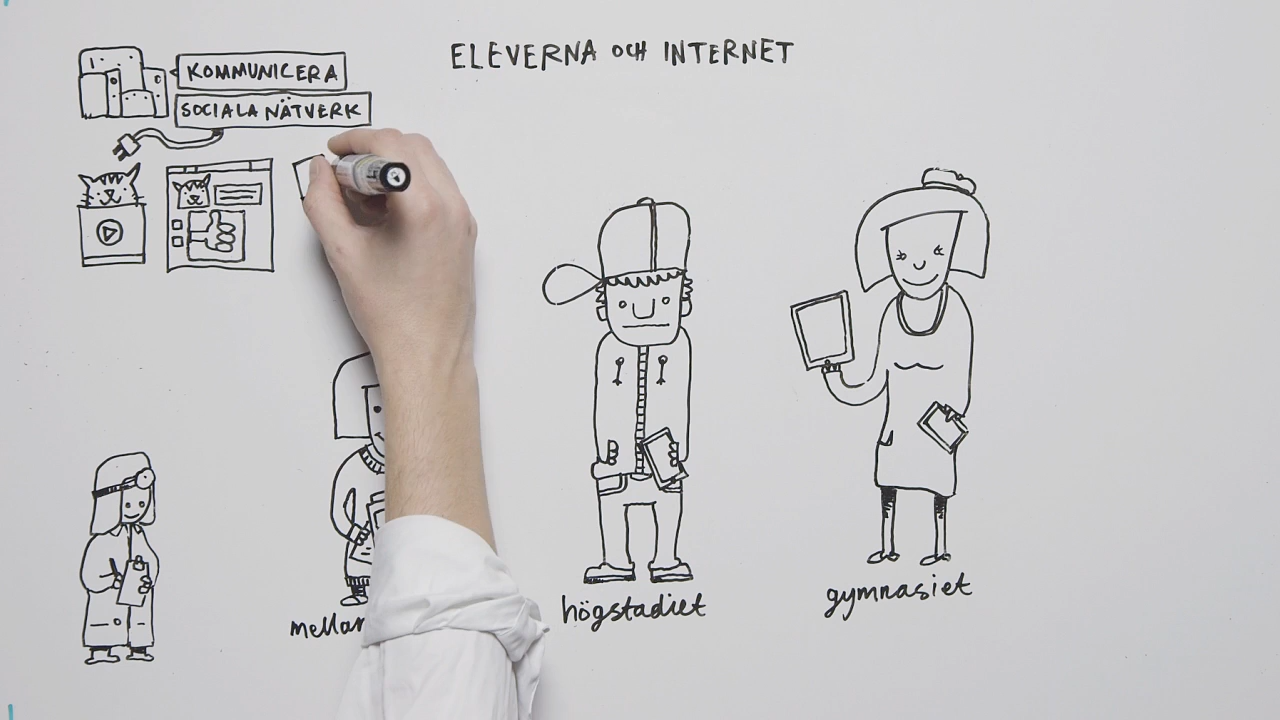 ELEVERNA OCH INTERNET
KOMMUNICERA
SOCIALA NÄTVERK
högstadiet
gymnasiet